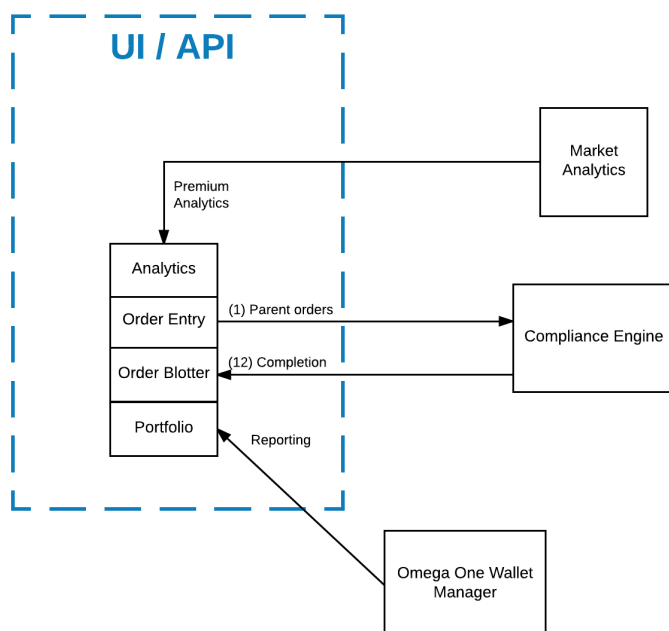 UI / API
Market
Analytics
Premium
Analytics
Analytics
Order Entry
(1) Parent orders
Compliance Engine
Order Blotter
(12) Completion
Portfolio
Reporting
Omega One Wallet
Manager